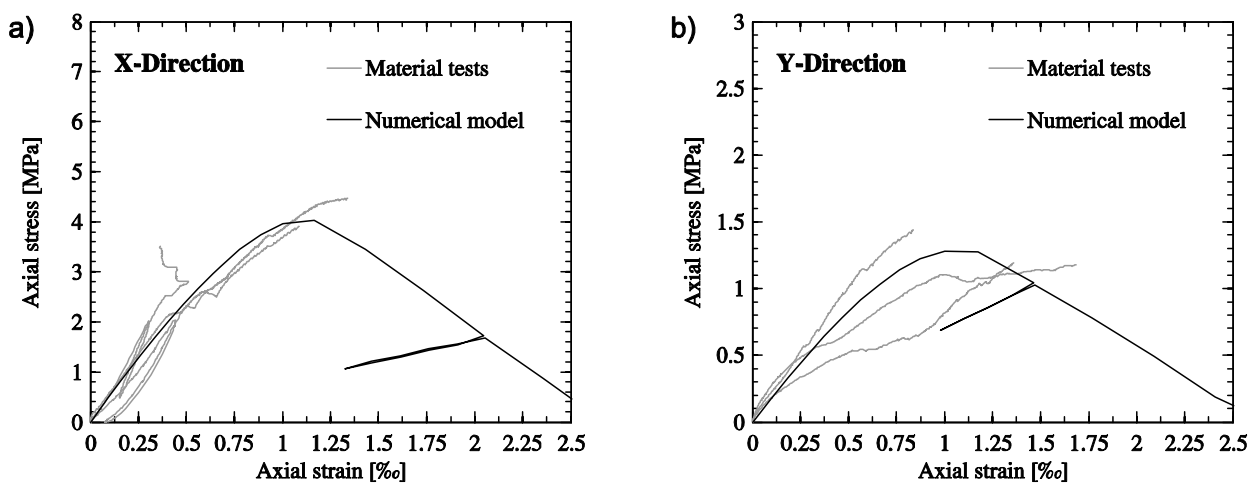 a)
X-Direction
Material tests
Numerical model
Axial stress [MPa]
8
7
6
5
4
3
2
1
0
0 0.25 0.5 0.75 1 1.25 1.5 1.75 2 2.25 2.5
Axial strain [‰]
b)
Y-Direction
Material tests
Numerical model
Axial stress [MPa]
3
2.5
2
1.5
1
0.5
0
0 0.25 0.5 0.75 1 1.25 1.5 1.75 2 2.25 2.5
Axial strain [‰]